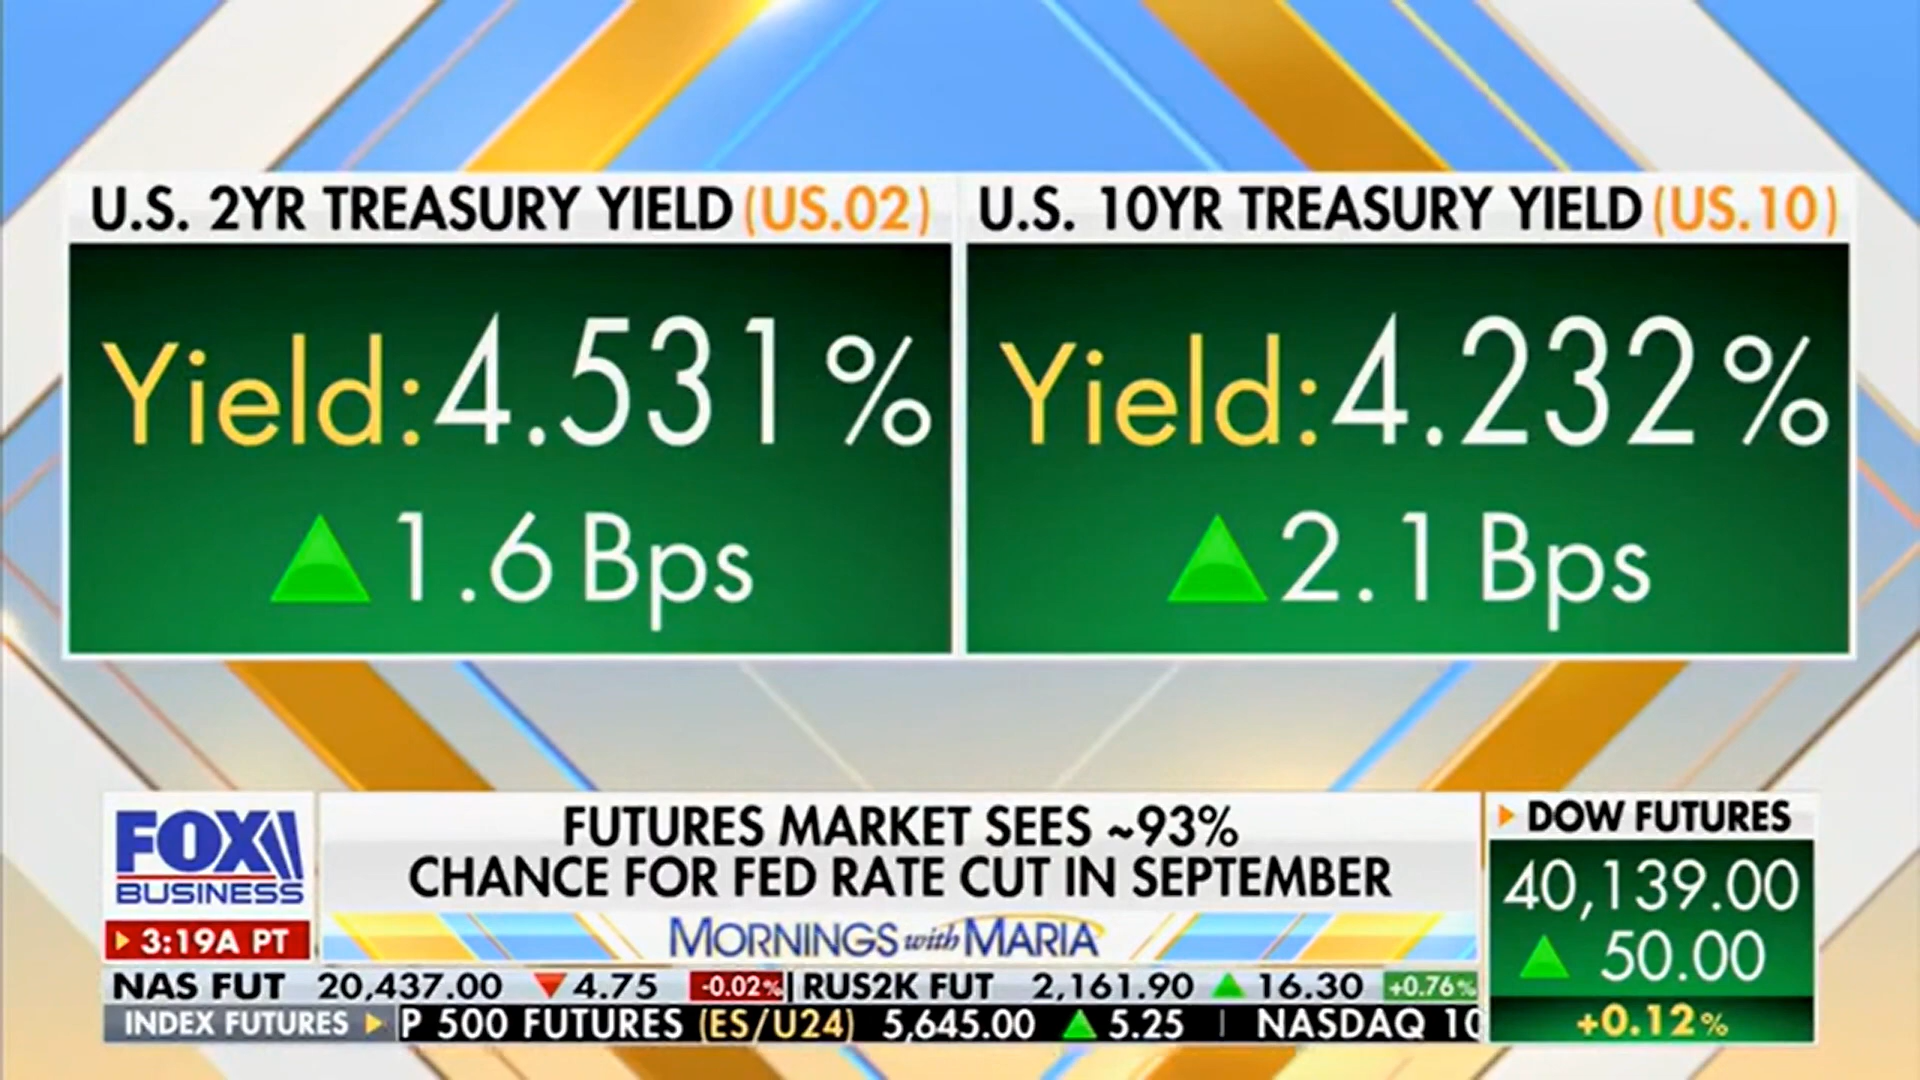 U.S. 2YR TREASURY YIELD (US.02)
Yield: 4.531%
▲1.6 Bps
U.S. 10YR TREASURY YIELD (US.10)
Yield: 4.232%
▲2.1 Bps
FOX
BUSINESS
3:19A PT
FUTURES MARKET SEES ~93%
CHANCE FOR FED RATE CUT IN SEPTEMBER
MORNINGS with MARIA
DOW FUTURES
40,139.00
▲ 50.00
+0.12%
NAS FUT 20,437.00 ▼4.75 -0.02% RUS2K FUT 2,161.90 ▲ 16.30 +0.76%
INDEX FUTURES P 500 FUTURES (ES/U24) 5,645.00 ▲ 5.25 | NASDAQ 10